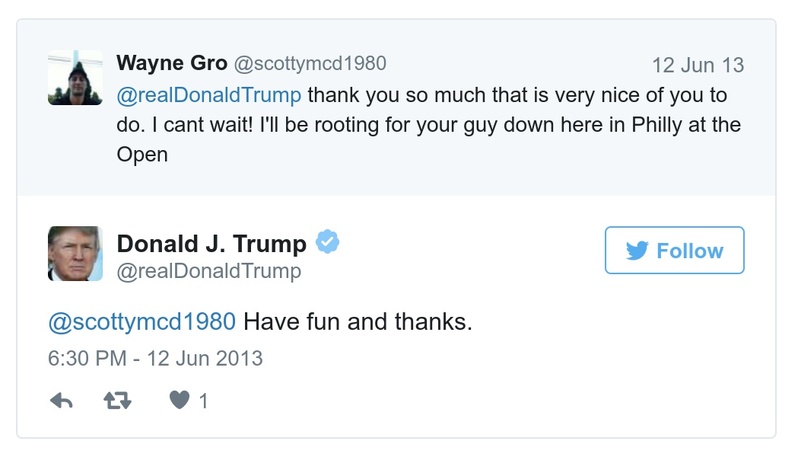 Wayne Gro @scottymcd1980 12 Jun 13
@realDonaldTrump thank you so much that is very nice of you to
do. I cant wait! I'll be rooting for your guy down here in Philly at the
Open
Donald J. Trump
@realDonaldTrump
Follow
@scottymcd1980 Have fun and thanks.
6:30 PM - 12 Jun 2013
1